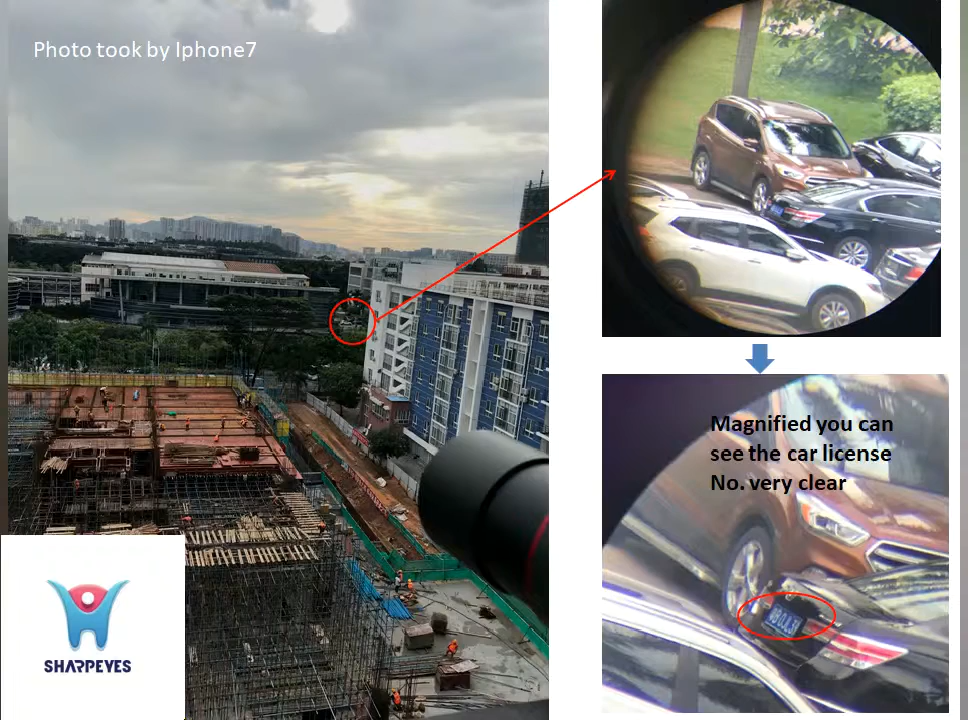 Photo took by Iphone7
Magnified you can
see the car license
No. very clear
SHARPEYES